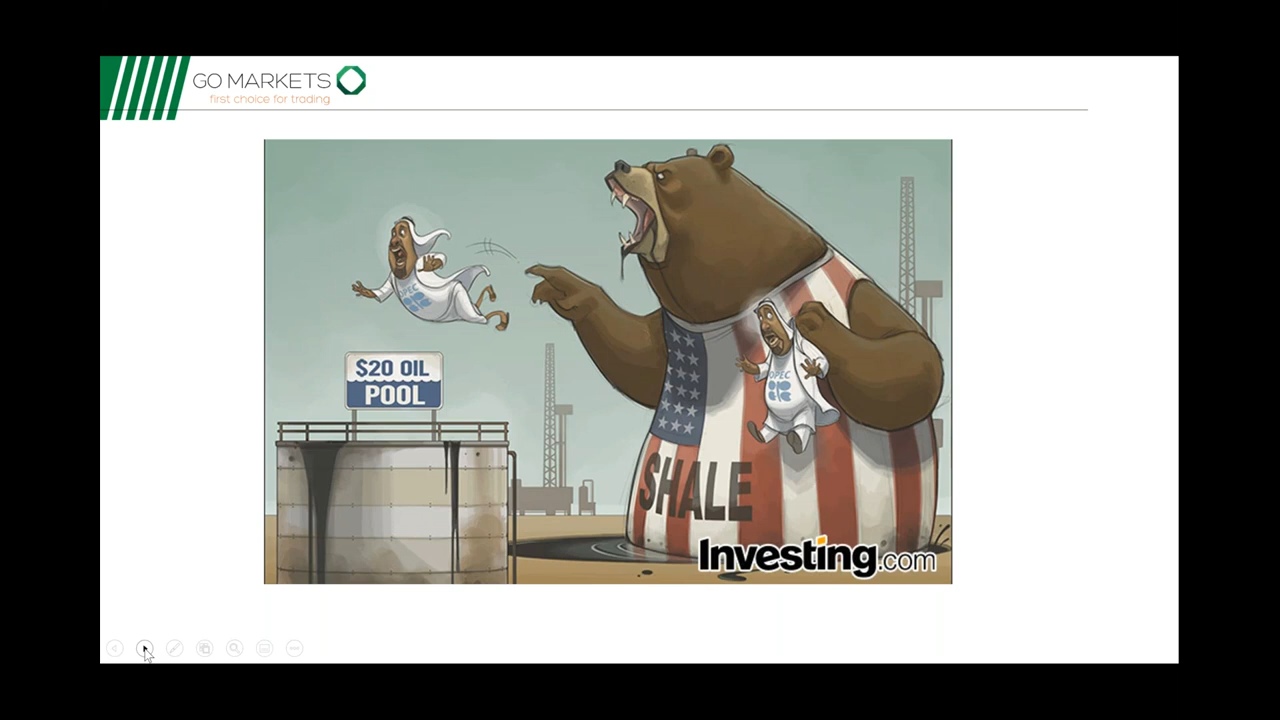 GO MARKETS
first choice for trading
OPEC
$20 OIL
POOL
OPEC
SHALE
Investing.com